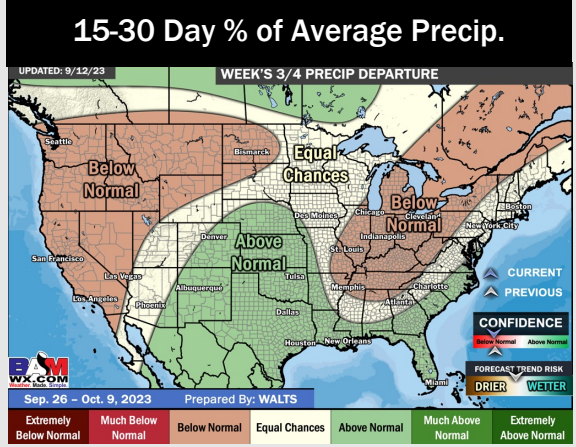 15-30 Day % of Average Precip.
UPDATED: 9/12/23
WEEK'S 3/4 PRECIP DEPARTURE
Seattle
Bismarck
Equal
Chances
Below
Normal
Below
Normal
Boston
Chicago
Clevelan
New York City
Des Moines
Indianapolis
Denver
Above
Normal
St. Louis
San Francisco
Las Vegas
Tulsa
CURRENT
Albuquerque
Memphis
Charlotte
PREVIOUS
Los Angeles
Phoenix
Atlanta
Dallas
CONFIDENCE
Below Normal
Above Normal
Houston
New Orleans
FORECAST TREND RISK
DRIER
WETTER
Miami
BAM
WX.COM
Weather. Made. Simple.
Sep. 26 – Oct. 9, 2023
Prepared By: WALTS
Extremely
Below Normal
Much Below
Normal
Below Normal
Equal Chances
Above Normal
Much Above
Normal
Extremely
Above Normal